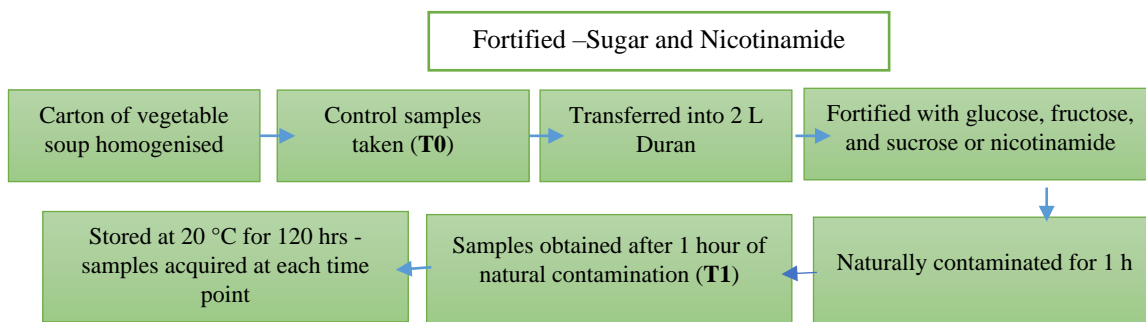 Fortified –Sugar and Nicotinamide
Carton of vegetable
soup homogenised
Control samples
taken (T0)
Transferred into 2 L
Duran
Fortified with glucose, fructose,
and sucrose or nicotinamide
Naturally contaminated for 1 h
Samples obtained after 1 hour of
natural contamination (T1)
Stored at 20 °C for 120 hrs -
samples acquired at each time
point